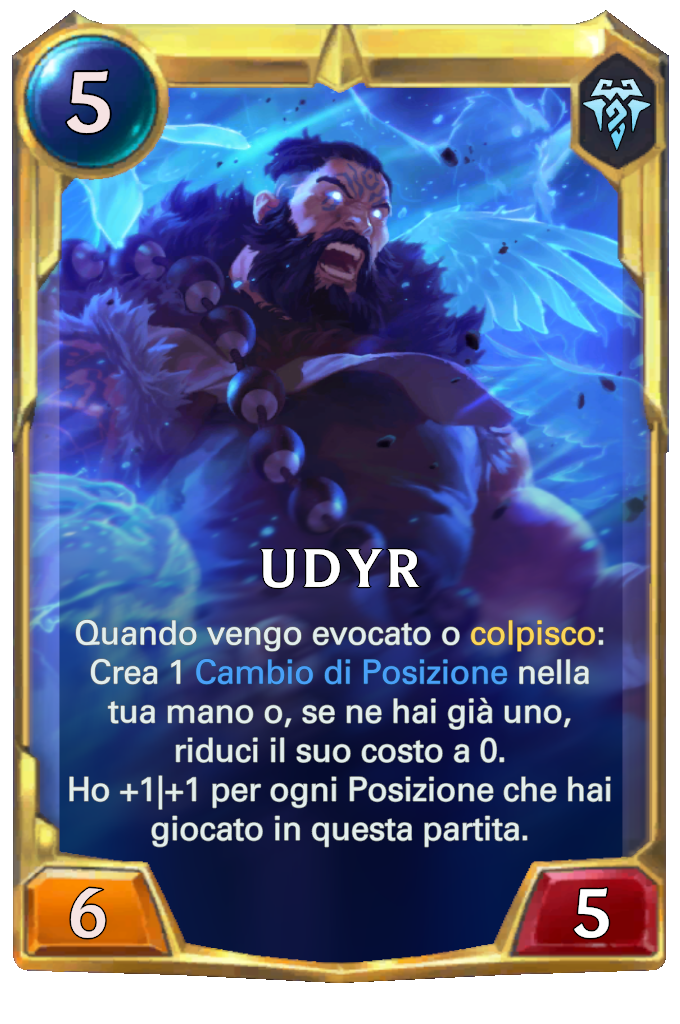 5
UDYR
Quando vengo evocato o colpisco:
Crea 1 Cambio di Posizione nella
tua mano o, se ne hai già uno,
riduci il suo costo a 0.
Ho +1|+1 per ogni Posizione che hai
giocato in questa partita.
6
5